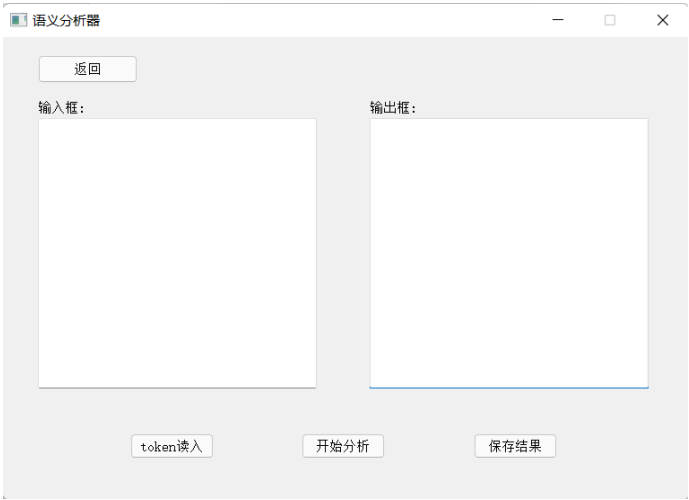 语义分析器
返回
输入框:
输出框:
token读入
开始分析
保存结果